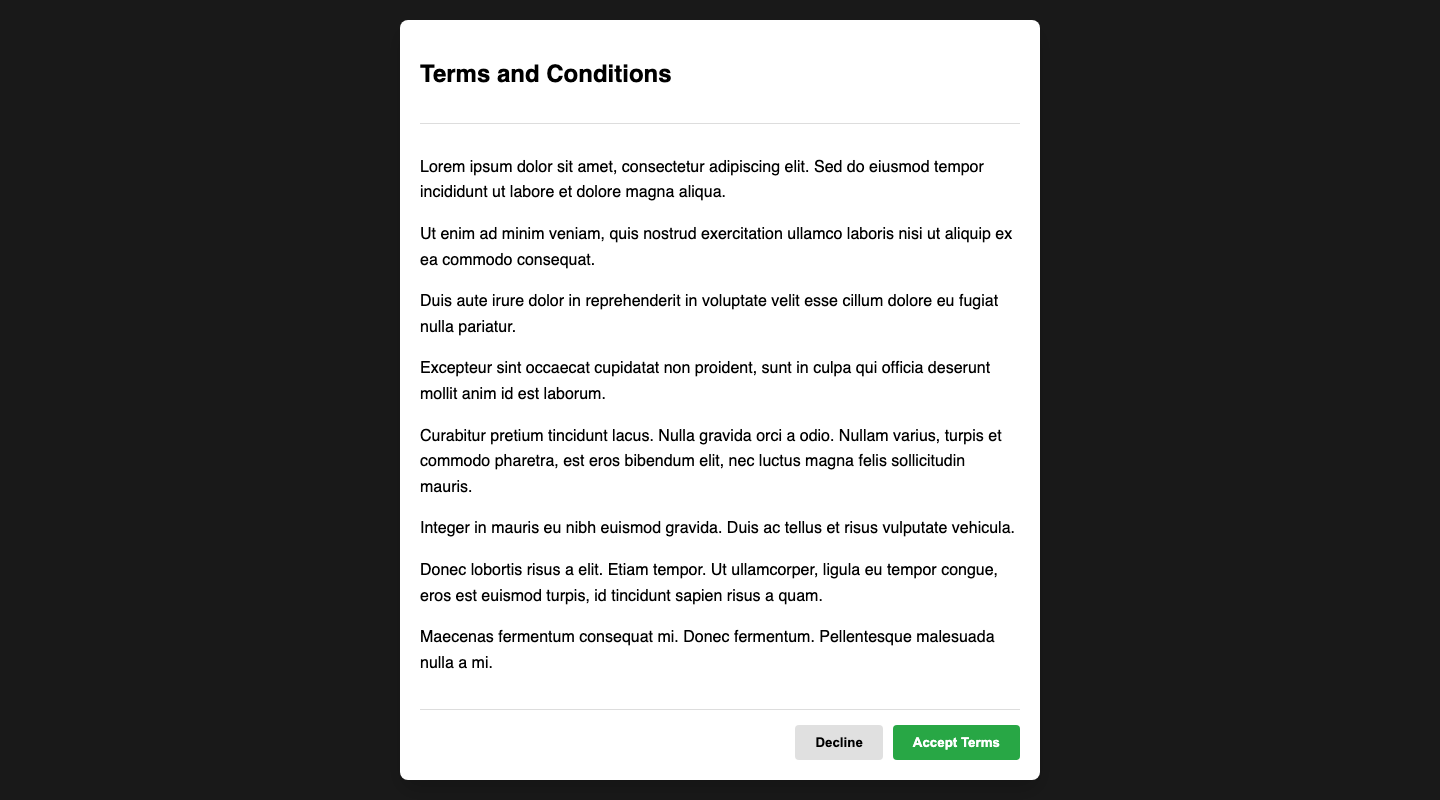 Terms and Conditions
Lorem ipsum dolor sit amet, consectetur adipiscing elit. Sed do eiusmod tempor
incididunt ut labore et dolore magna aliqua.
Ut enim ad minim veniam, quis nostrud exercitation ullamco laboris nisi ut aliquip ex
ea commodo consequat.
Duis aute irure dolor in reprehenderit in voluptate velit esse cillum dolore eu fugiat
nulla pariatur.
Excepteur sint occaecat cupidatat non proident, sunt in culpa qui officia deserunt
mollit anim id est laborum.
Curabitur pretium tincidunt lacus. Nulla gravida orci a odio. Nullam varius, turpis et
commodo pharetra, est eros bibendum elit, nec luctus magna felis sollicitudin
mauris.
Integer in mauris eu nibh euismod gravida. Duis ac tellus et risus vulputate vehicula.
Donec lobortis risus a elit. Etiam tempor. Ut ullamcorper, ligula eu tempor congue,
eros est euismod turpis, id tincidunt sapien risus a quam.
Maecenas fermentum consequat mi. Donec fermentum. Pellentesque malesuada
nulla a mi.
Decline
Accept Terms